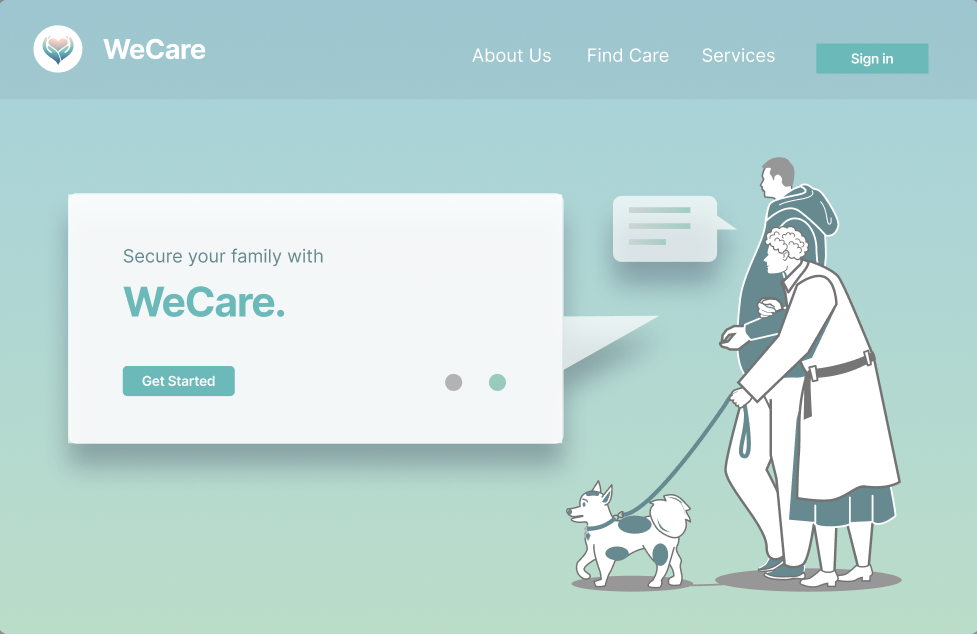 WeCare
About Us
Find Care
Services
Sign in
Secure your family with
WeCare.
Get Started